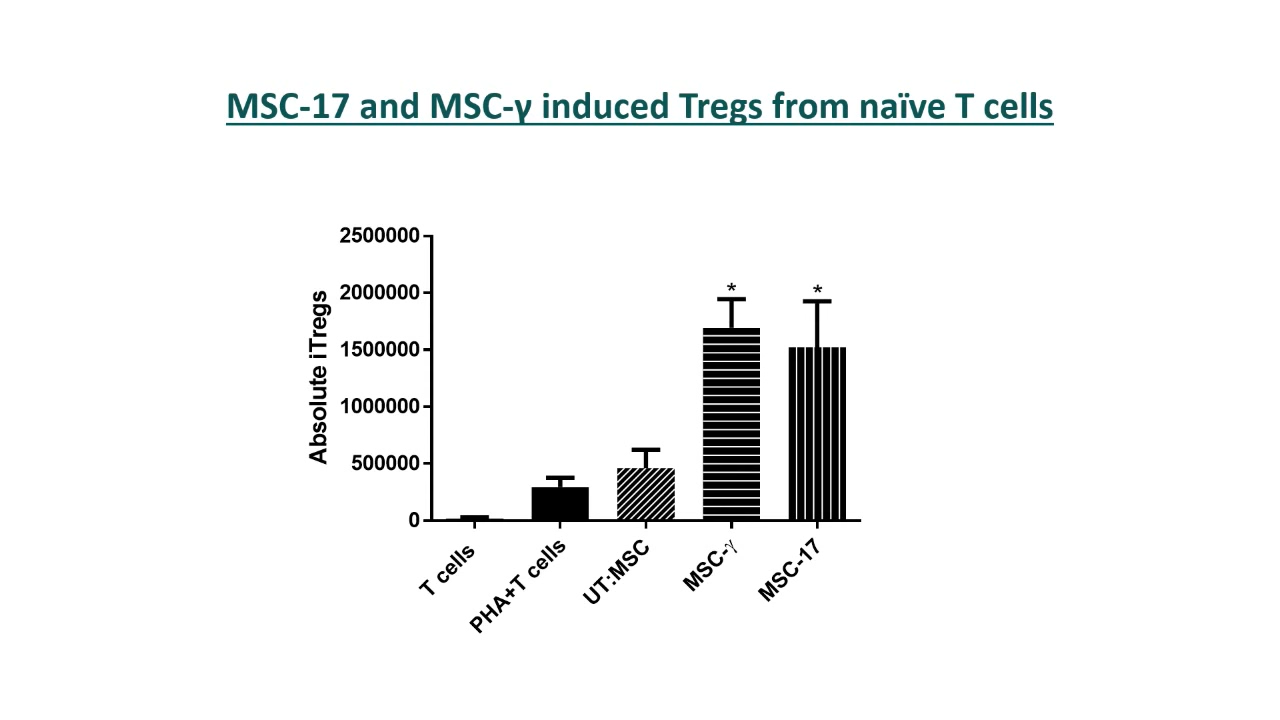 MSC-17 and MSC-γ induced Tregs from naïve T cells
2500000
2000000
1500000
1000000
500000
0
Absolute iTregs
*
*
T cells
PHA+T cells
UT:MSC
MSC-γ
MSC-17